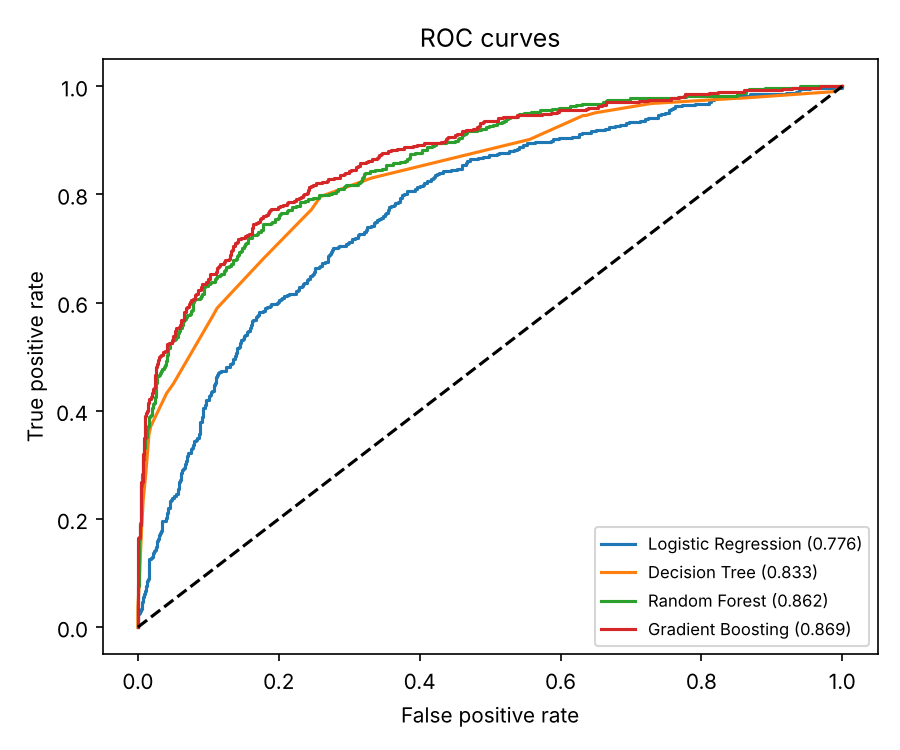 ROC curves
True positive rate
1.0
0.8
0.6
0.4
0.2
0.0
Logistic Regression (0.776)
Decision Tree (0.833)
Random Forest (0.862)
Gradient Boosting (0.869)
0.0 0.2 0.4 0.6 0.8 1.0
False positive rate